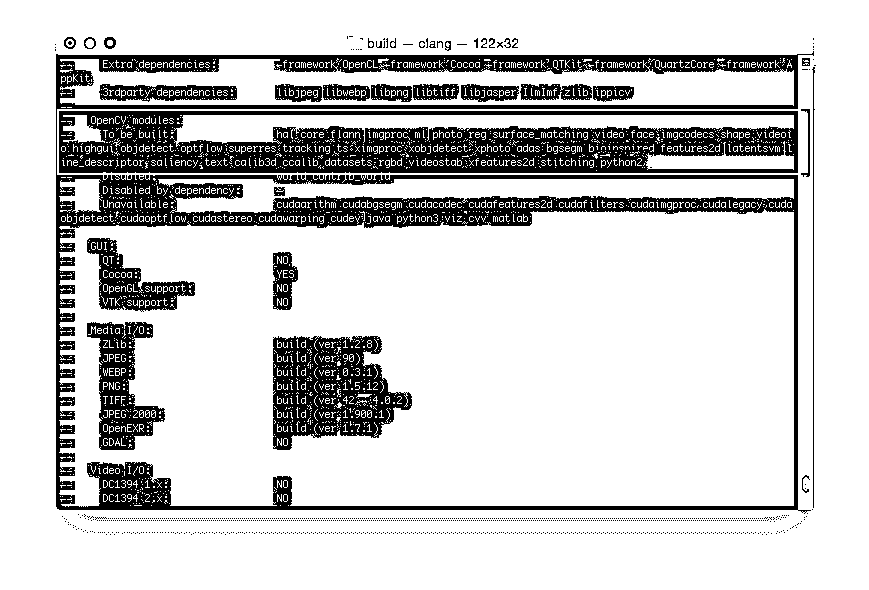 build — clang — 122×32
-- Extra dependencies: -framework OpenCL -framework Cocoa -framework QTKit -framework QuartzCore -framework A
ppKit
-- 3rdparty dependencies: libjpeg libwebp libpng libtiff libjasper IlmImf zlib ippicv
--
-- OpenCV modules:
-- To be built: hal core flann imgproc ml photo reg surface_matching video face imgcodecs shape videoi
o highgui objdetect optflow superres tracking ts ximgproc xobjdetect xphoto adas bgsegm bioinspired features2d latentsvm l
ine_descriptor saliency text calib3d ccalib datasets rgbd videostab xfeatures2d stitching python2
-- Disabled: world contrib_world
-- Disabled by dependency: -
-- Unavailable: cudaarithm cudabgsegm cudacodec cudafeatures2d cudafilters cudaimgproc cudalegacy cuda
objdetect cudaoptflow cudastereo cudawarping cudev java python3 viz cvv matlab
--
-- GUI:
-- QT: NO
-- Cocoa: YES
-- OpenGL support: NO
-- VTK support: NO
--
-- Media I/O:
-- ZLib: build (ver 1.2.8)
-- JPEG: build (ver 90)
-- WEBP: build (ver 0.3.1)
-- PNG: build (ver 1.5.12)
-- TIFF: build (ver 42 - 4.0.2)
-- JPEG 2000: build (ver 1.900.1)
-- OpenEXR: build (ver 1.7.1)
-- GDAL: NO
--
-- Video I/O:
-- DC1394 1.x: NO
-- DC1394 2.x: NO